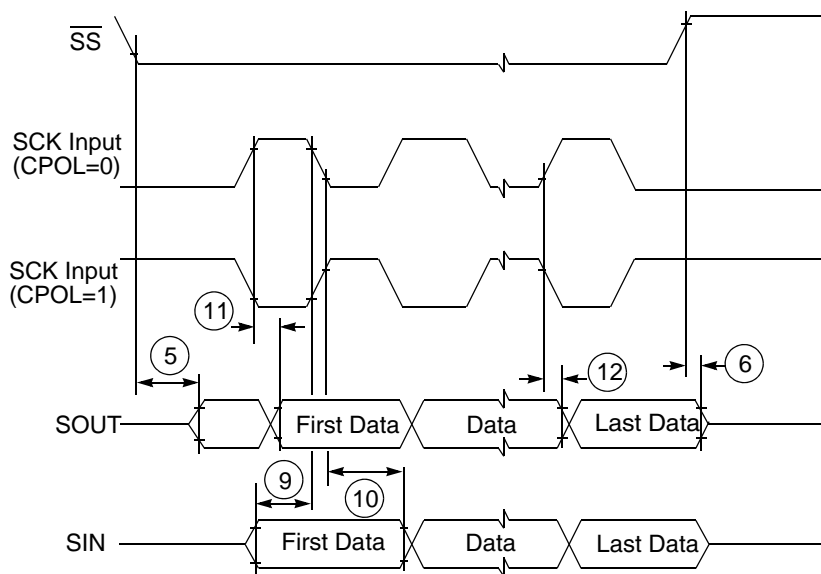 SS
SCK Input
(CPOL=0)
SCK Input
(CPOL=1)
11
5
12
6
SOUT
First Data
Data
Last Data
9
10
SIN
First Data
Data
Last Data